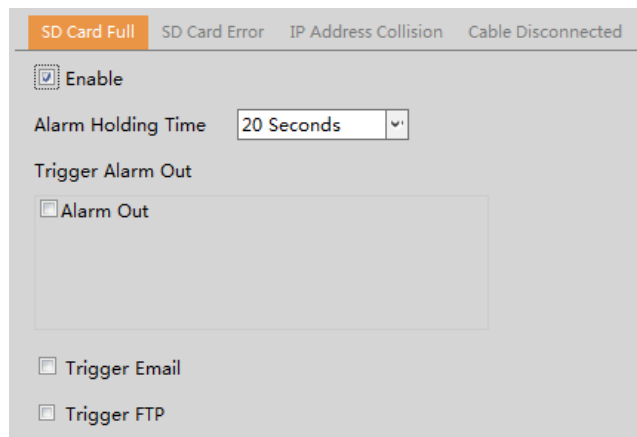 SD Card Full SD Card Error IP Address Collision Cable Disconnected
Enable
Alarm Holding Time 20 Seconds
Trigger Alarm Out
Alarm Out
Trigger Email
Trigger FTP